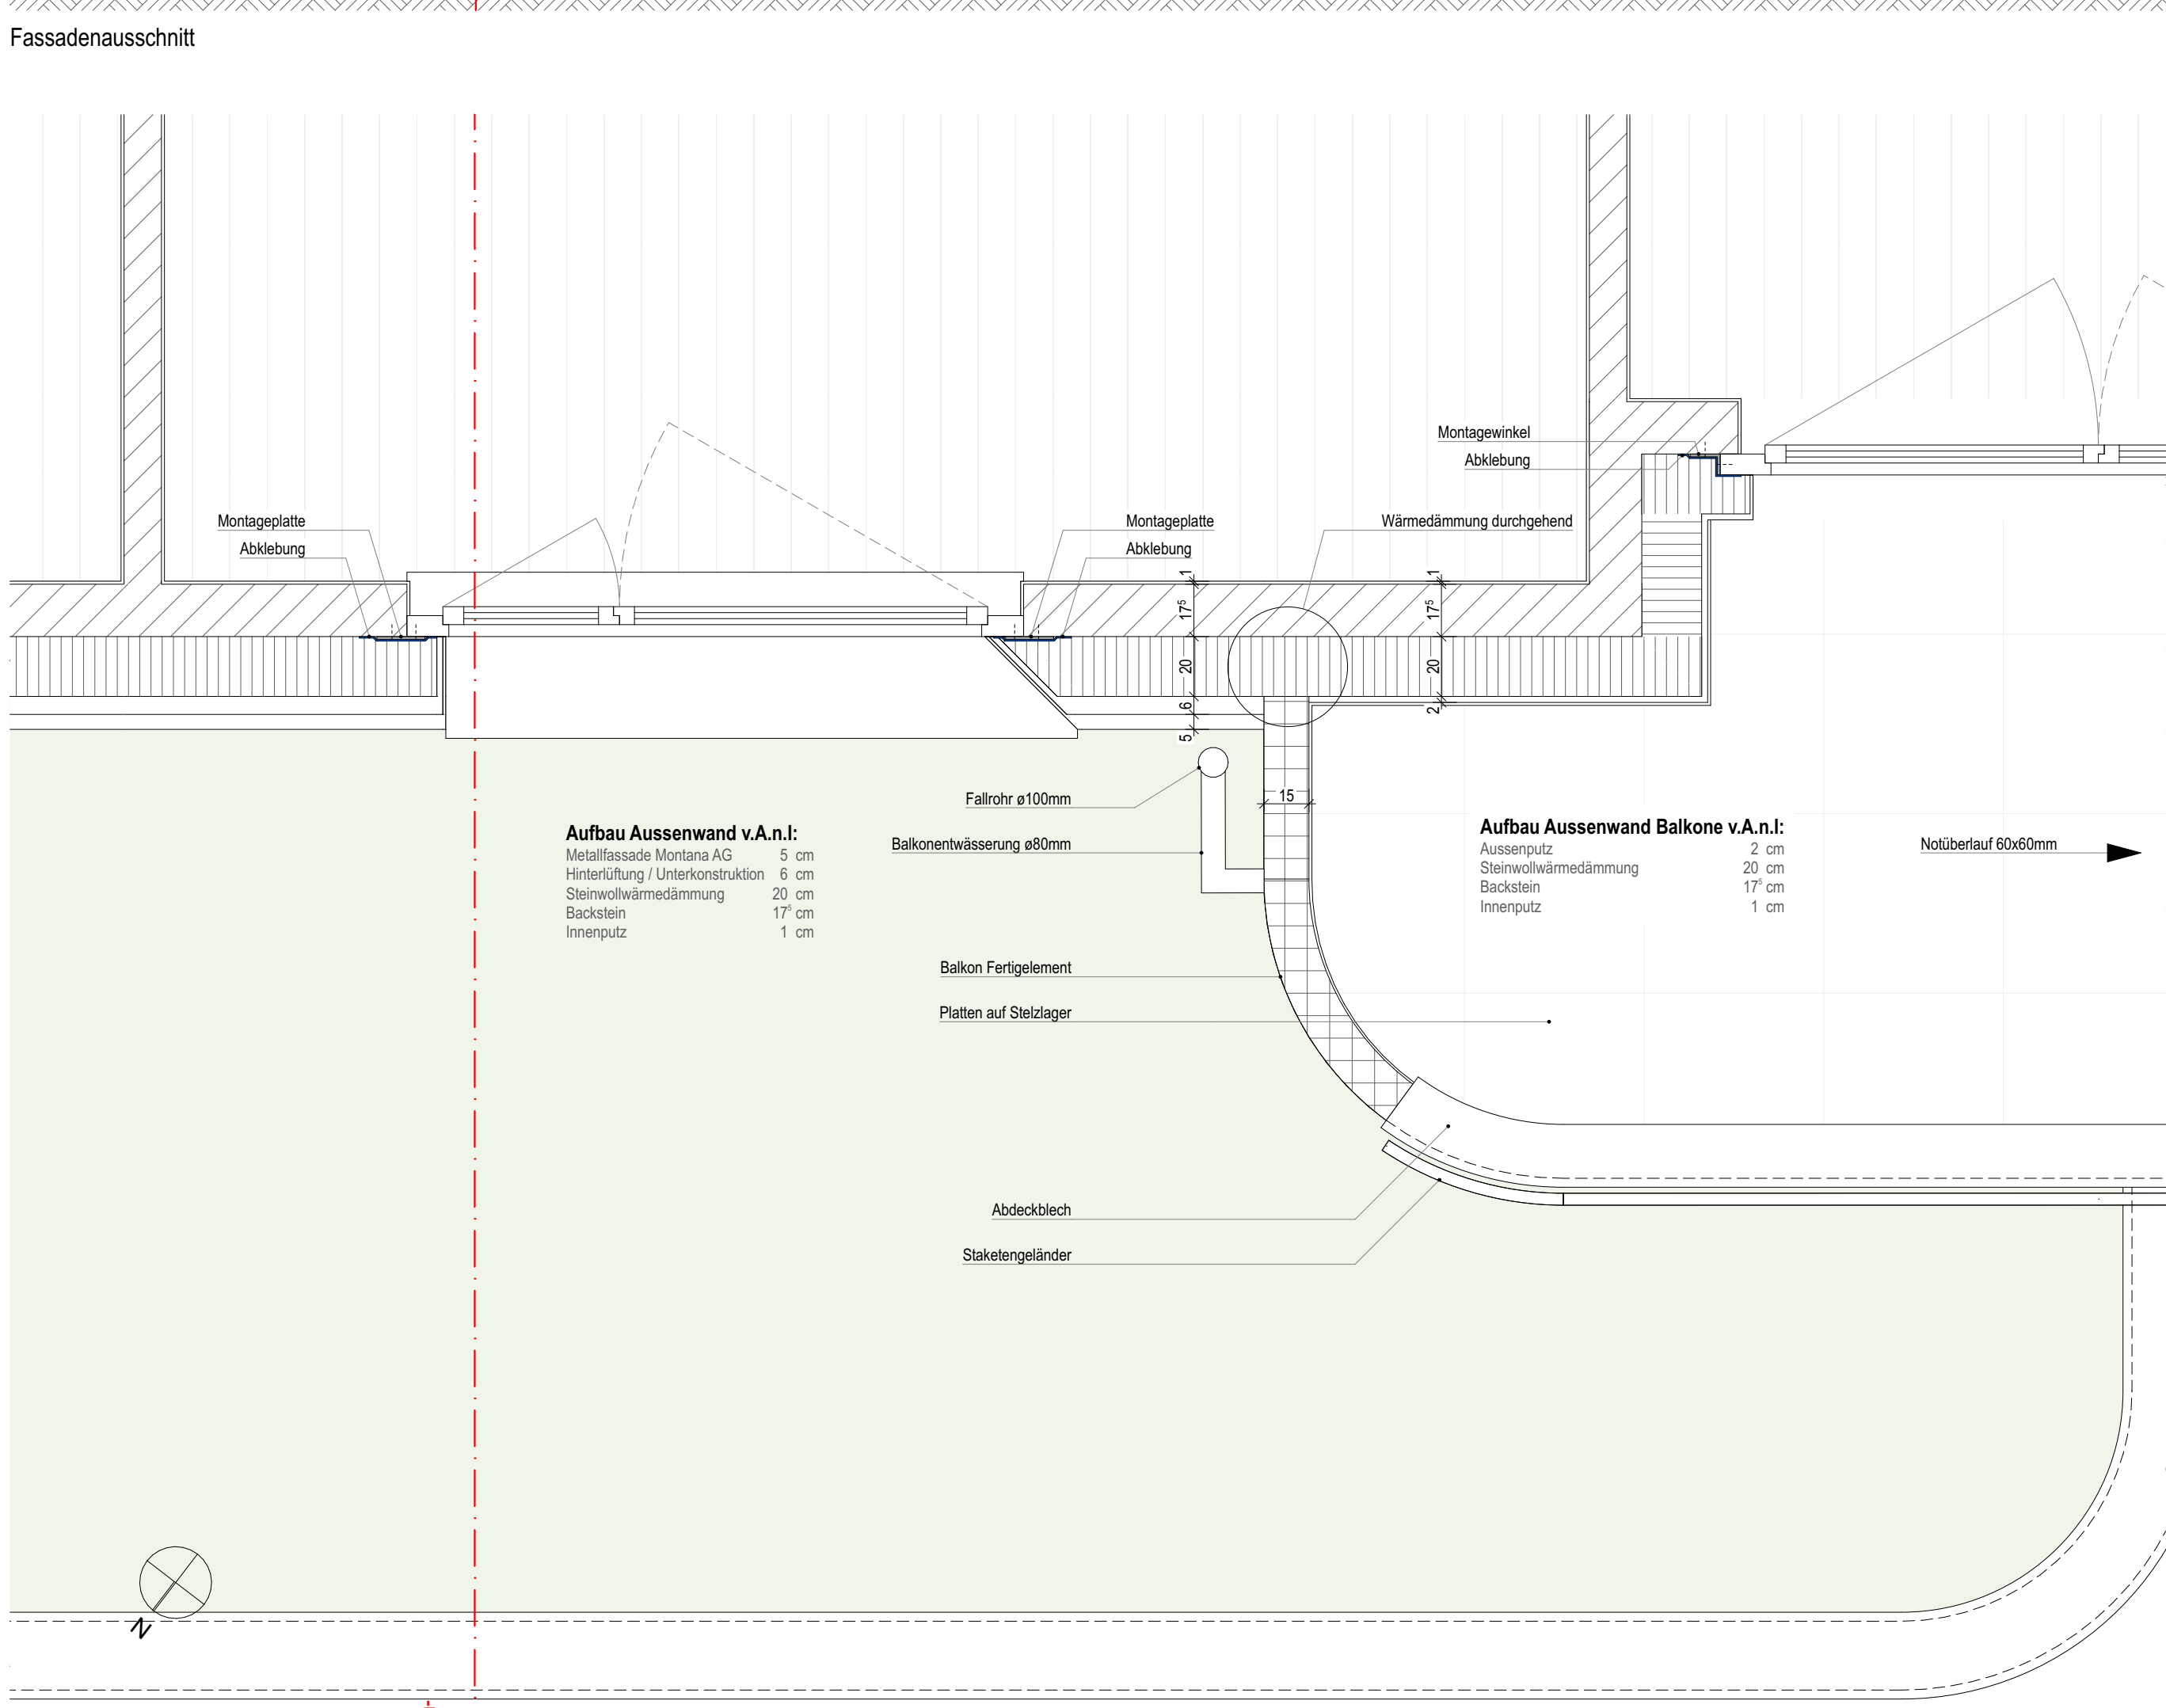 Fassadenausschnitt
Montagewinkel
Abklebung
Montageplatte
Abklebung
Montageplatte
Abklebung
Wärmedämmung durchgehend
1
17⁵
20
6
5
1
17⁵
20
2
15
Fallrohr ø100mm
Balkonentwässerung ø80mm
Aufbau Aussenwand v.A.n.I:
Metallfassade Montana AG 5 cm
Hinterlüftung / Unterkonstruktion 6 cm
Steinwollwärmedämmung 20 cm
Backstein 17⁵ cm
Innenputz 1 cm
Aufbau Aussenwand Balkone v.A.n.I:
Aussenputz 2 cm
Steinwollwärmedämmung 20 cm
Backstein 17⁵ cm
Innenputz 1 cm
Notüberlauf 60x60mm
Balkon Fertigelement
Platten auf Stelzlager
Abdeckblech
Staketengeländer
N